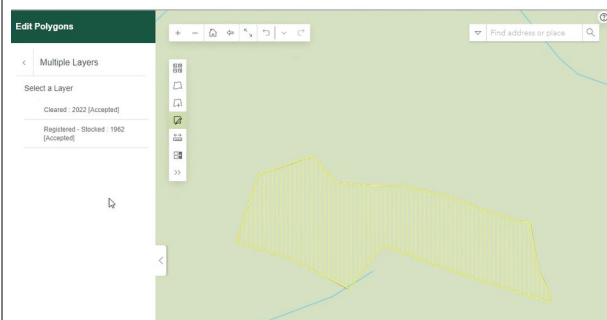 Edit Polygons
Find address or place
Multiple Layers
Select a Layer
Cleared : 2022 [Accepted]
Registered - Stocked : 1962
[Accepted]